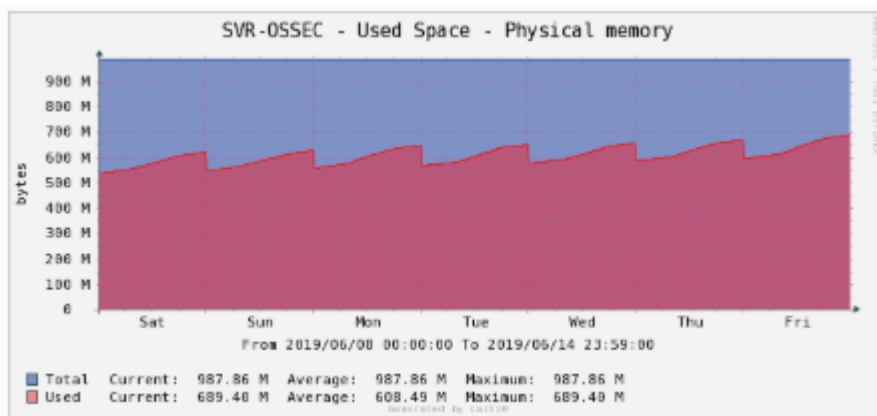 SVR-OSSEC - Used Space - Physical memory
900 M
800 M
700 M
600 M
500 M
400 M
300 M
200 M
100 M
0
bytes
Sat Sun Mon Tue Wed Thu Fri
From 2019/06/08 00:00:00 To 2019/06/14 23:59:00
Total Current: 987.86 M Average: 987.86 M Maximum: 987.86 M
Used Current: 689.40 M Average: 608.49 M Maximum: 689.40 M
Generated by Cacti®